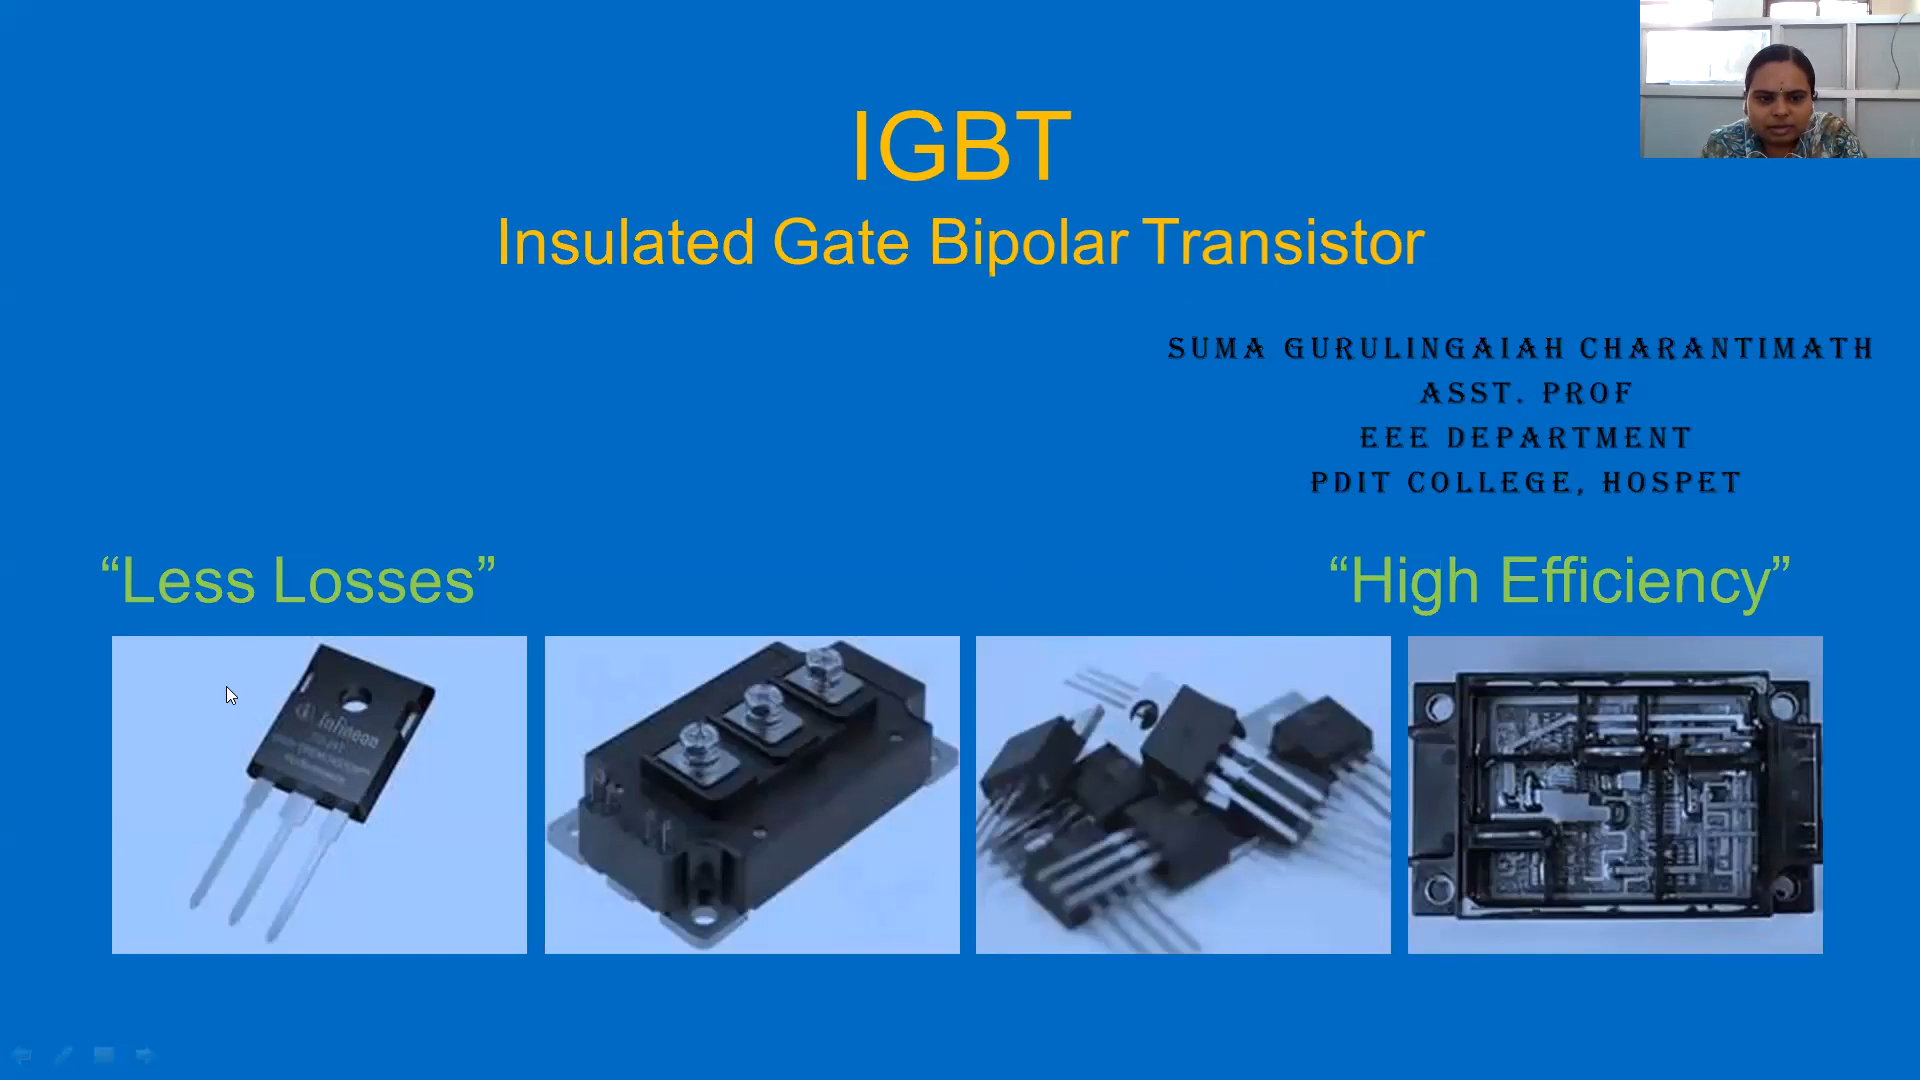 IGBT
Insulated Gate Bipolar Transistor
SUMA GURULINGAIAH CHARANTIMATH
ASST. PROF
EEE DEPARTMENT
PDIT COLLEGE, HOSPET
“Less Losses”
“High Efficiency”
Infineon